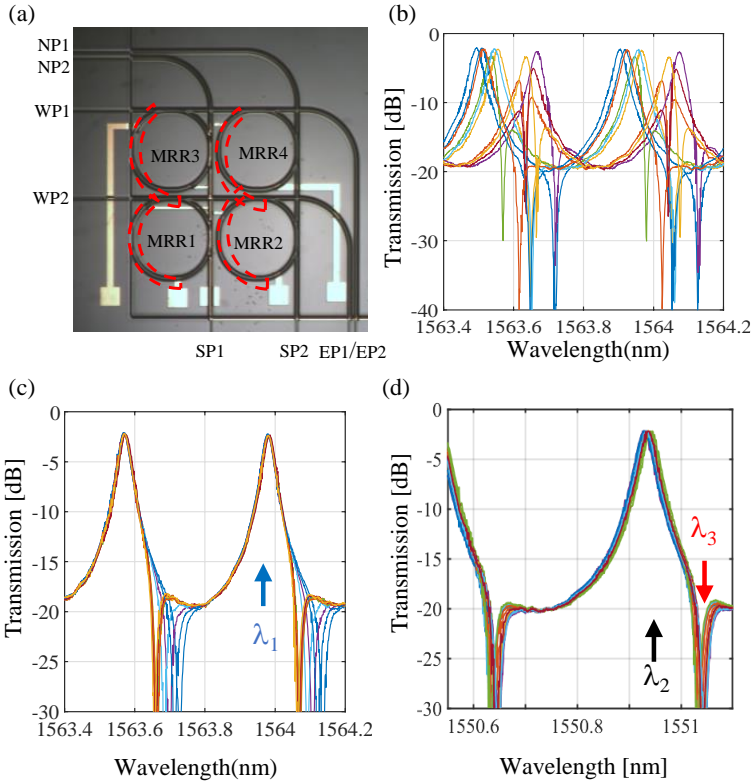 (a)
NP1
NP2
WP1
WP2
MRR3
MRR4
MRR1
MRR2
SP1
SP2
EP1/EP2
(b)
Transmission [dB]
0
-10
-20
-30
-40
1563.4
1563.6
1563.8
1564
1564.2
Wavelength(nm)
(c)
Transmission [dB]
0
-5
-10
-15
-20
-25
-30
λ1
1563.4
1563.6
1563.8
1564
1564.2
Wavelength(nm)
(d)
Transmission [dB]
0
-5
-10
-15
-20
-25
-30
λ3
λ2
1550.6
1550.8
1551
Wavelength [nm]